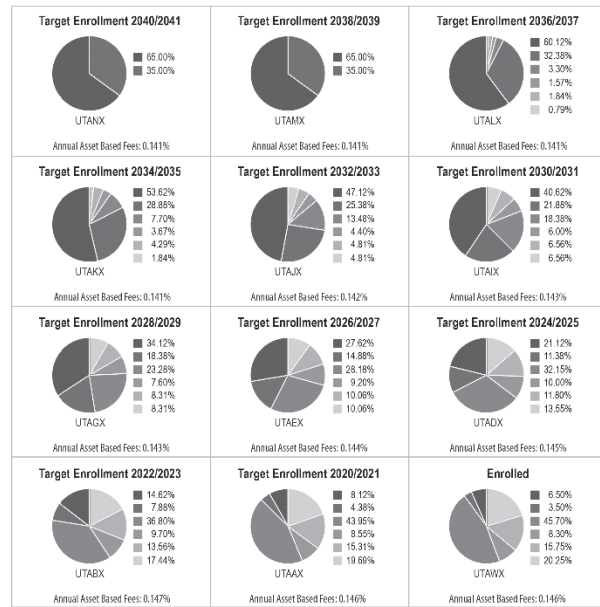 Target Enrollment 2040/2041
65.00%
35.00%
UTANX
Annual Asset Based Fees: 0.141%
Target Enrollment 2038/2039
65.00%
35.00%
UTAMX
Annual Asset Based Fees: 0.141%
Target Enrollment 2036/2037
60.12%
32.38%
3.30%
1.57%
1.84%
0.79%
UTALX
Annual Asset Based Fees: 0.141%
Target Enrollment 2034/2035
53.62%
28.88%
7.70%
3.67%
4.29%
1.84%
UTAKX
Annual Asset Based Fees: 0.141%
Target Enrollment 2032/2033
47.12%
25.38%
13.48%
4.40%
4.81%
4.81%
UTAJX
Annual Asset Based Fees: 0.142%
Target Enrollment 2030/2031
40.62%
21.88%
18.38%
6.00%
6.56%
6.56%
UTAIX
Annual Asset Based Fees: 0.143%
Target Enrollment 2028/2029
34.12%
18.38%
23.28%
7.60%
8.31%
8.31%
UTAGX
Annual Asset Based Fees: 0.143%
Target Enrollment 2026/2027
27.62%
14.88%
28.18%
9.20%
10.06%
10.06%
UTAEX
Annual Asset Based Fees: 0.144%
Target Enrollment 2024/2025
21.12%
11.38%
32.15%
10.00%
11.80%
13.55%
UTADX
Annual Asset Based Fees: 0.145%
Target Enrollment 2022/2023
14.62%
7.88%
36.80%
9.70%
13.56%
17.44%
UTABX
Annual Asset Based Fees: 0.147%
Target Enrollment 2020/2021
8.12%
4.38%
43.95%
8.55%
15.31%
19.69%
UTAAX
Annual Asset Based Fees: 0.146%
Enrolled
6.50%
3.50%
45.70%
8.30%
15.75%
20.25%
UTAWX
Annual Asset Based Fees: 0.146%